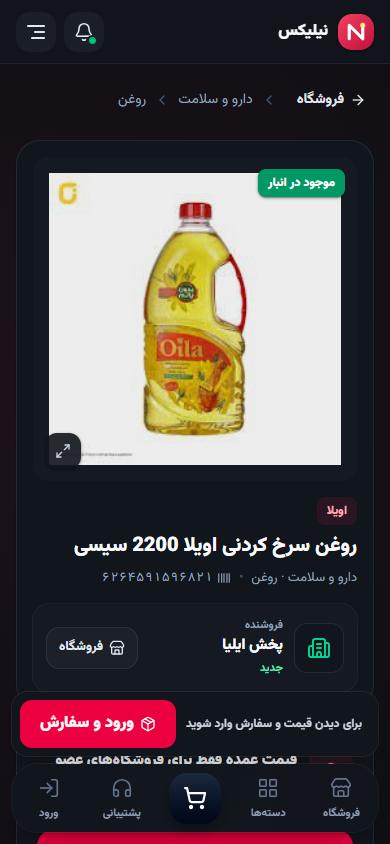 نیلیکس
فروشگاه
دارو و سلامت
روغن
موجود در انبار
Oila
اویلا
روغن سرخ کردنی اویلا 2200 سیسی
دارو و سلامت · روغن · ۶۲۶۴۵۹۱۵۹۶۸۲۱
فروشنده
پخش ایلیا
جدید
فروشگاه
برای دیدن قیمت و سفارش وارد شوید
ورود و سفارش
قیمت عمده فقط برای فروشگاه‌های عضو
فروشگاه
دسته‌ها
پشتیبانی
ورود